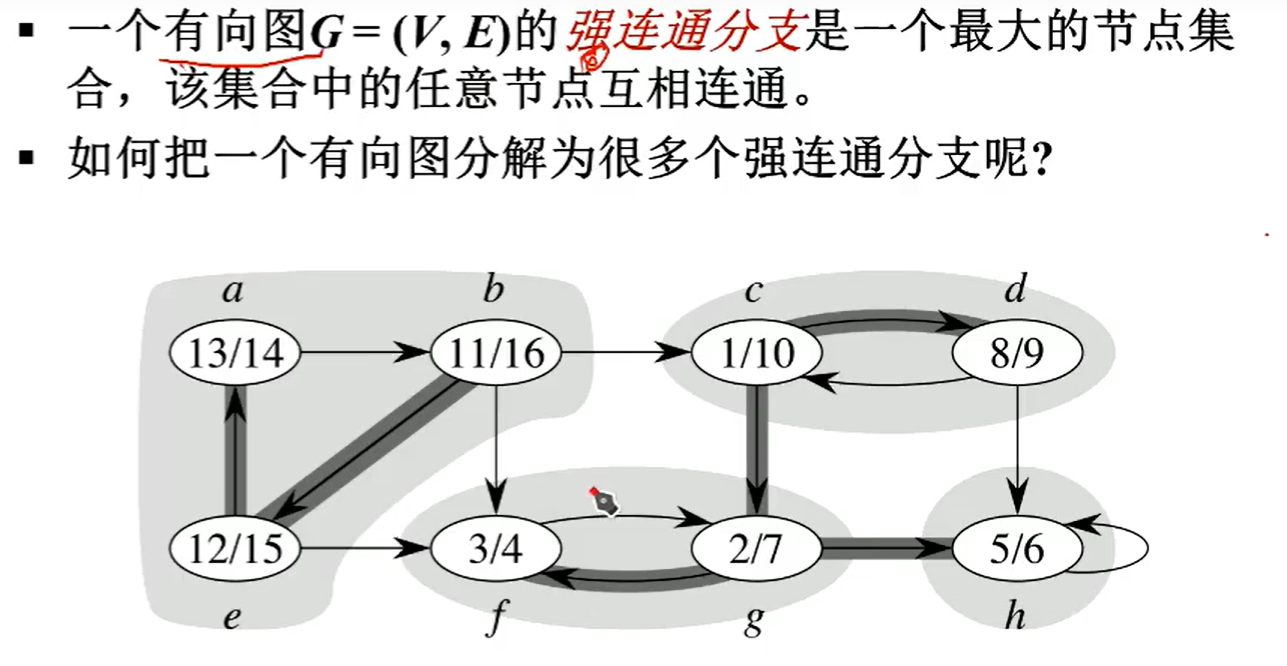 ▪ 一个有向图G = (V, E)的 强连通分支是一个最大的节点集
合，该集合中的任意节点互相连通。
▪ 如何把一个有向图分解为很多个强连通分支呢?
a b c d
13/14 11/16 1/10 8/9
12/15 3/4 2/7 5/6
e f g h